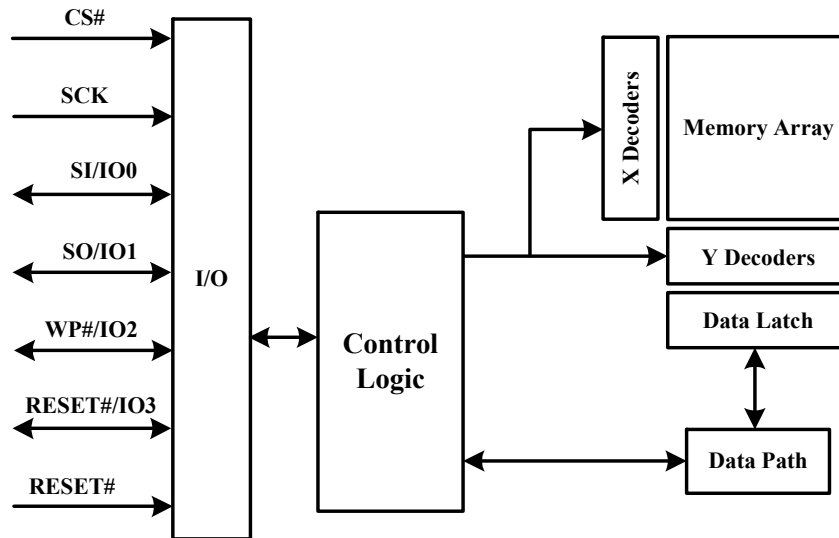 CS#
SCK
SI/IO0
SO/IO1
WP#/IO2
RESET#/IO3
RESET#
I/O
Control
Logic
X Decoders
Memory Array
Y Decoders
Data Latch
Data Path